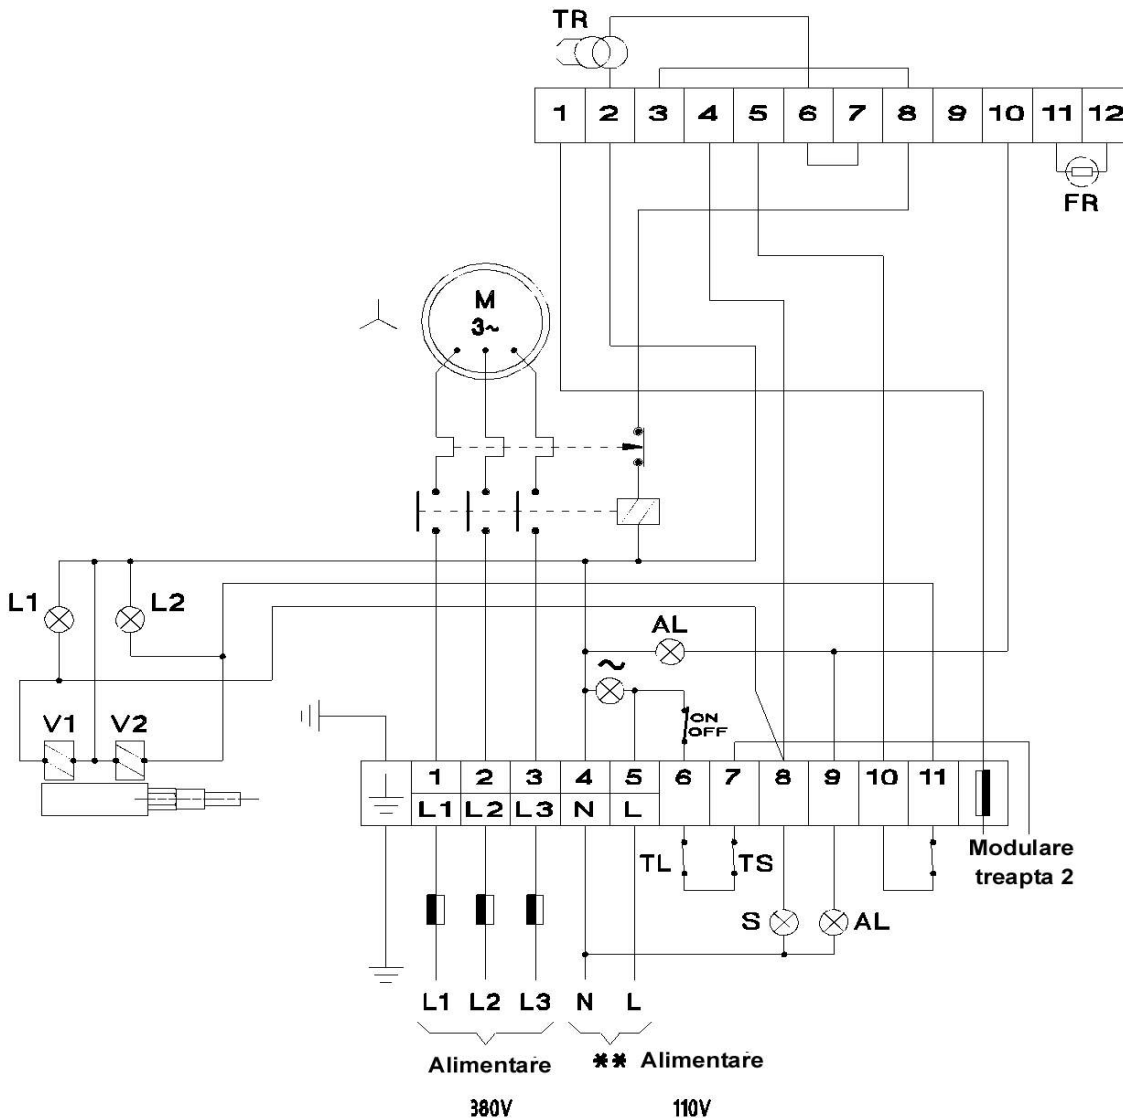 TR
1 2 3 4 5 6 7 8 9 10 11 12
FR
M
3~
L1 L2
AL
~
ON
OFF
V1 V2
1 2 3 4 5 6 7 8 9 10 11
L1 L2 L3 N L
TL TS
Modulare
treapta 2
S AL
L1 L2 L3 N L
Alimentare ** Alimentare
380V 110V